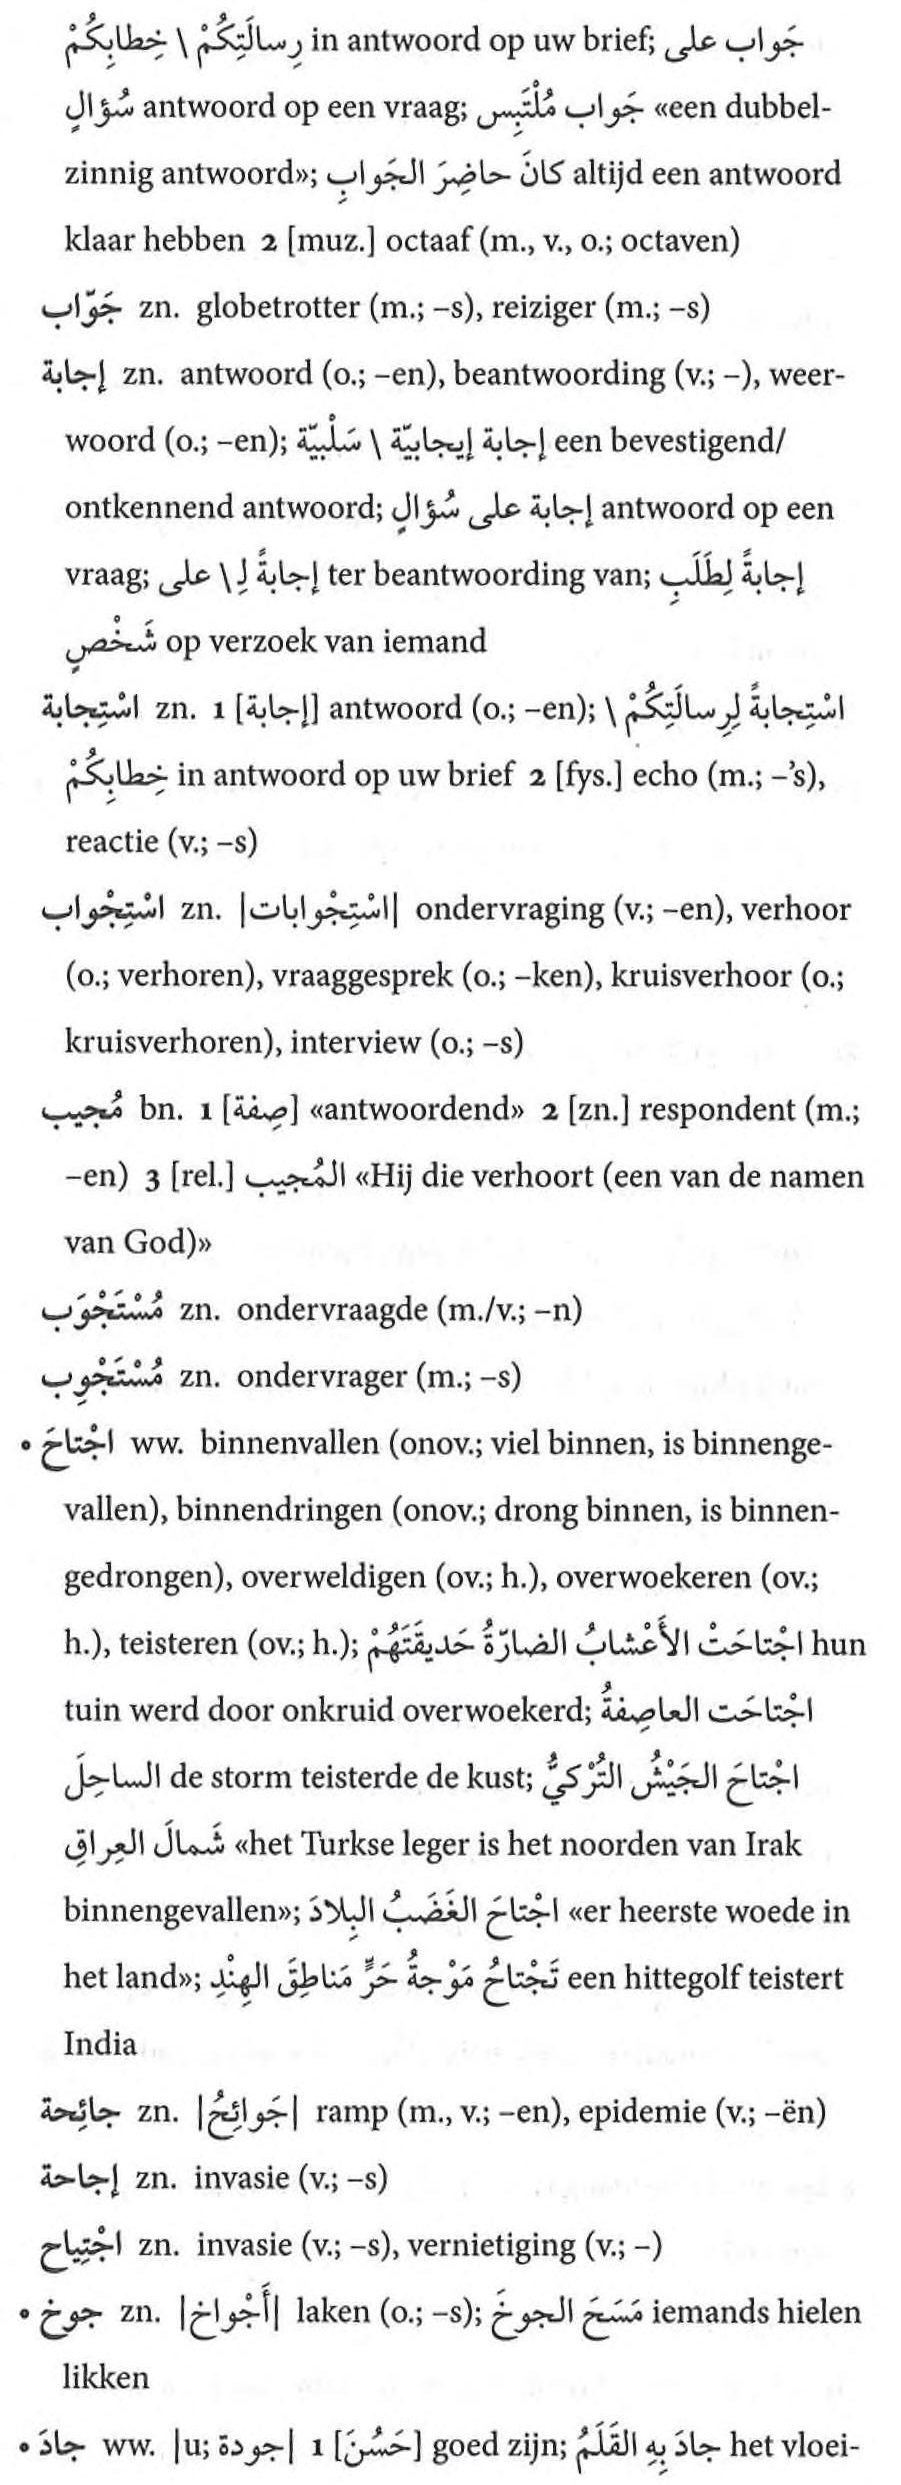 رِسالَتِكُمْ \ خِطابِكُمْ in antwoord op uw brief; جَواب على
سُؤالٍ antwoord op een vraag; جَواب مُلْتَبِس «een dubbel-
zinnig antwoord»; كانَ حاضِرَ الجَوابِ altijd een antwoord
klaar hebben 2 [muz.] octaaf (m., v., o.; octaven)
جَوّاب zn. globetrotter (m.; –s), reiziger (m.; –s)
إجابة zn. antwoord (o.; –en), beantwoording (v.; –), weer-
woord (o.; –en); إجابة إيجابيّة \ سَلْبيّة een bevestigend/
ontkennend antwoord; إجابة على سُؤالٍ antwoord op een
vraag; إجابةً لِ \ على ter beantwoording van; إجابةً لِطَلَبِ
شَخْصٍ op verzoek van iemand
اسْتِجابة zn. 1 [إجابة] antwoord (o.; –en); اسْتِجابةً لِرِسالَتِكُمْ \
خِطابِكُمْ in antwoord op uw brief 2 [fys.] echo (m.; –’s),
reactie (v.; –s)
اسْتِجْواب zn. |اسْتِجْوابات| ondervraging (v.; –en), verhoor
(o.; verhoren), vraaggesprek (o.; –ken), kruisverhoor (o.;
kruisverhoren), interview (o.; –s)
مُجيب bn. 1 [صِفة] «antwoordend» 2 [zn.] respondent (m.;
–en) 3 [rel.] المُجيب «Hij die verhoort (een van de namen
van God)»
مُسْتَجْوَب zn. ondervraagde (m./v.; –n)
مُسْتَجْوِب zn. ondervrager (m.; –s)
• اجْتاحَ ww. binnenvallen (onov.; viel binnen, is binnenge-
vallen), binnendringen (onov.; drong binnen, is binnen-
gedrongen), overweldigen (ov.; h.), overwoekeren (ov.;
h.), teisteren (ov.; h.); اجْتاحَتْ الأَعْشابُ الضارّةُ حَديقَتَهُمْ hun
tuin werd door onkruid overwoekerd; اجْتاحَت العاصِفةُ
الساحِلَ de storm teisterde de kust; اجْتاحَ الجَيْشُ التُرْكيُّ
شَمالَ العِراقِ «het Turkse leger is het noorden van Irak
binnengevallen»; اجْتاحَ الغَضَبُ البِلادَ «er heerste woede in
het land»; تَجْتاحُ مَوْجةُ حَرٍّ مَناطِقَ الهِنْدِ een hittegolf teistert
India
جائِحة zn. |جَوائِحُ| ramp (m., v.; –en), epidemie (v.; –ën)
إجاحة zn. invasie (v.; –s)
اجْتِياح zn. invasie (v.; –s), vernietiging (v.; –)
• جوخ zn. |أَجْواخ| laken (o.; –s); مَسَحَ الجوخَ iemands hielen
likken
• جادَ ww. |u; جودة| 1 [حَسُنَ] goed zijn; جادَ بِهِ القَلَمُ het vloei-